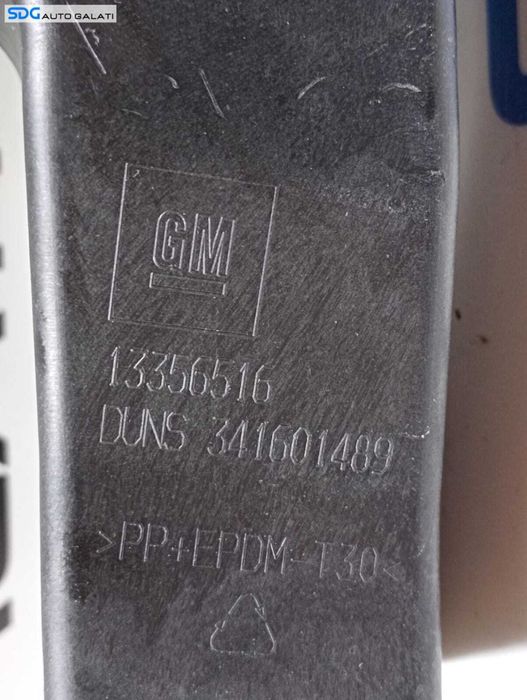 SDG AUTO GALATI
GM
13356516
DUNS 341601489
>PP+EPDM-T30<